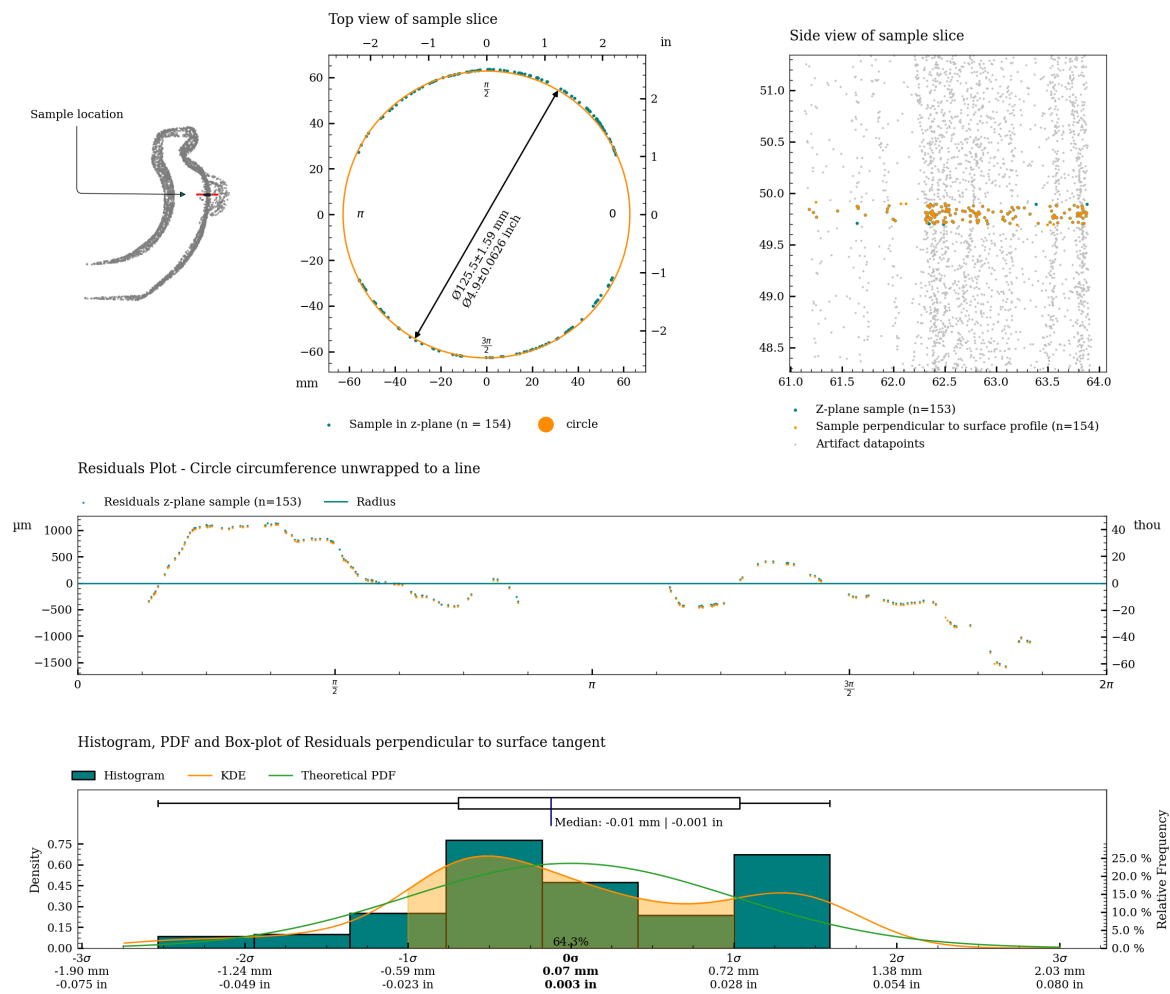 Top view of sample slice
−2 −1 0 1 2 in
Side view of sample slice
Sample location
60
40
20
0
−20
−40
−60
mm
−60 −40 −20 0 20 40 60
2
1
0
−1
−2
π/2
π
0
3π/2
Ø125.5±1.59 mm
Ø4.9±0.0626 inch
51.0
50.5
50.0
49.5
49.0
48.5
61.0 61.5 62.0 62.5 63.0 63.5 64.0
Sample in z-plane (n = 154) circle
Z-plane sample (n=153)
Sample perpendicular to surface profile (n=154)
Artifact datapoints
Residuals Plot - Circle circumference unwrapped to a line
Residuals z-plane sample (n=153) Radius
µm
1000
500
0
−500
−1000
−1500
thou
40
20
0
−20
−40
−60
0 π/2 π 3π/2 2π
Histogram, PDF and Box-plot of Residuals perpendicular to surface tangent
Histogram KDE Theoretical PDF
Median: -0.01 mm | -0.001 in
Density
0.75
0.60
0.45
0.30
0.15
0.00
Relative Frequency
25.0 %
20.0 %
15.0 %
10.0 %
5.0 %
0.0 %
64.3%
-3σ -2σ -1σ 0σ 1σ 2σ 3σ
-1.90 mm -1.24 mm -0.59 mm 0.07 mm 0.72 mm 1.38 mm 2.03 mm
-0.075 in -0.049 in -0.023 in 0.003 in 0.028 in 0.054 in 0.080 in